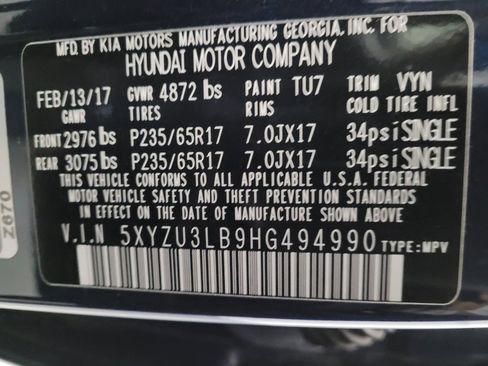 MFD. BY KIA MOTORS MANUFACTURING GEORGIA. INC. FOR
HYUNDAI MOTOR COMPANY
FEB/13/17 GVWR 4872 lbs PAINT TU7 TRIM VYN
GAWR TIRES RIMS COLD TIRE INFL
FRONT 2976 lbs P235/65R17 7.0JX17 34psi SINGLE
REAR 3075 lbs P235/65R17 7.0JX17 34psi SINGLE
THIS VEHICLE CONFORMS TO ALL APPLICABLE U.S.A. FEDERAL
MOTOR VEHICLE SAFETY AND THEFT PREVENTION STANDARDS
IN EFFECT ON THE DATE OF MANUFACTURE SHOWN ABOVE.
V.I.N 5XYZU3LB9HG494990 TYPE:MPV
Z670